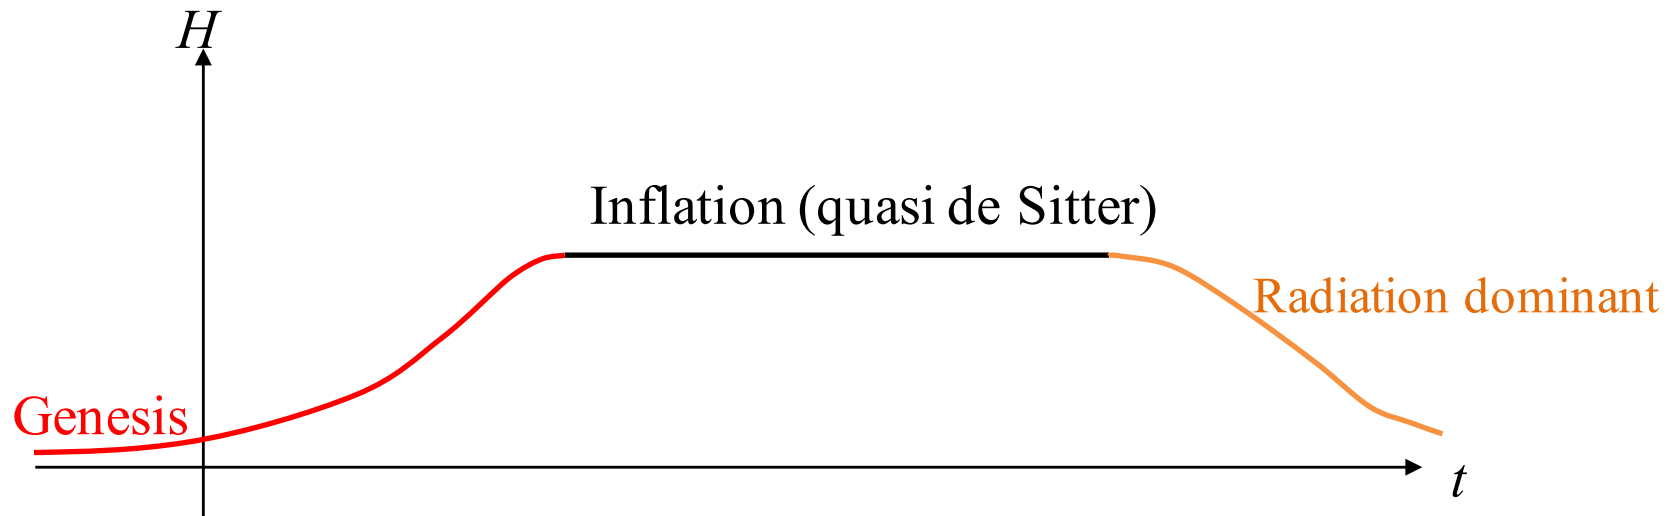 H
Inflation (quasi de Sitter)
Radiation dominant
Genesis
t